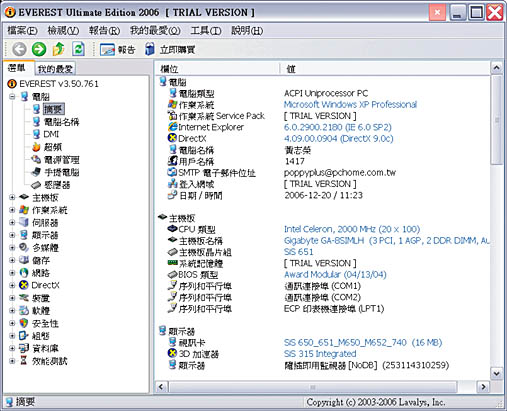 EVEREST Ultimate Edition 2006 [ TRIAL VERSION ]
檔案(F) 檢視(V) 報告(R) 我的最愛(O) 工具(T) 說明(H)
報告 立即購買
選單 我的最愛
EVEREST v3.50.761
電腦
摘要
電腦名稱
DMI
超頻
電源管理
手提電腦
感應器
主機板
作業系統
伺服器
顯示器
多媒體
儲存
網路
DirectX
裝置
軟體
安全性
組態
資料庫
效能測試
欄位 值
電腦
電腦類型 ACPI Uniprocessor PC
作業系統 Microsoft Windows XP Professional
作業系統 Service Pack [ TRIAL VERSION ]
Internet Explorer 6.0.2900.2180 (IE 6.0 SP2)
DirectX 4.09.00.0904 (DirectX 9.0c)
電腦名稱 黃志榮
用戶名稱 1417
SMTP 電子郵件位址 poppyplus@pchome.com.tw
登入網域 [ TRIAL VERSION ]
日期 / 時間 2006-12-20 / 11:23
主機板
CPU 類型 Intel Celeron, 2000 MHz (20 x 100)
主機板名稱 Gigabyte GA-8SIMLH (3 PCI, 1 AGP, 2 DDR DIMM, Au
主機板晶片組 SiS 651
系統記憶體 [ TRIAL VERSION ]
BIOS 類型 Award Modular (04/13/04)
序列和平行埠 通訊連接埠 (COM1)
序列和平行埠 通訊連接埠 (COM2)
序列和平行埠 ECP 印表機連接埠 (LPT1)
顯示器
視訊卡 SiS 650_651_M650_M652_740 (16 MB)
3D 加速器 SiS 315 Integrated
顯示器 隨插即用監視器 [NoDB] (253114310259)
摘要 Copyright (c) 2003-2006 Lavalys, Inc.